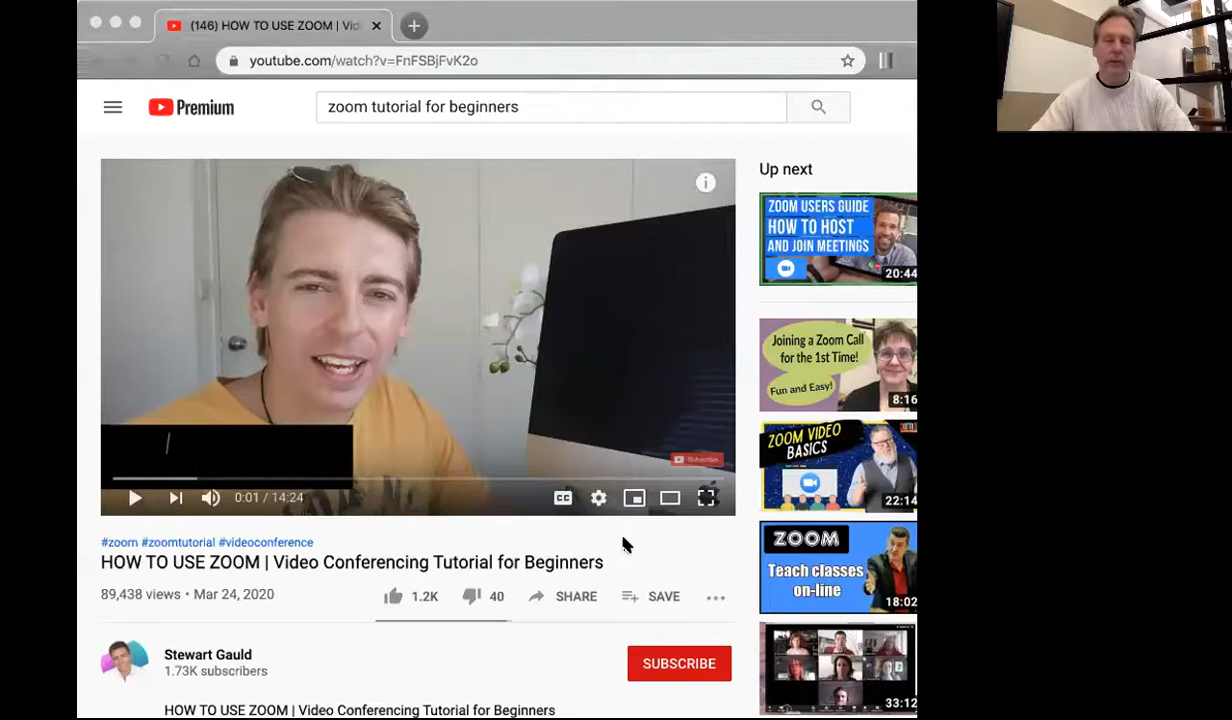 (146) HOW TO USE ZOOM | Vid
youtube.com/watch?v=FnFSBjFvK2o
Premium
zoom tutorial for beginners
Up next
ZOOM USERS GUIDE
HOW TO HOST
AND JOIN MEETINGS
20:44
Joining a Zoom Call
for the 1st Time!
Fun and Easy!
8:16
ZOOM VIDEO
BASICS
22:14
ZOOM
Teach classes
on-line
18:02
33:12
Subscribe
CC
0:01 / 14:24
#zoom #zoomtutorial #videoconference
HOW TO USE ZOOM | Video Conferencing Tutorial for Beginners
89,438 views • Mar 24, 2020
1.2K
40
SHARE
SAVE
Stewart Gauld
1.73K subscribers
SUBSCRIBE
HOW TO USE ZOOM | Video Conferencing Tutorial for Beginners